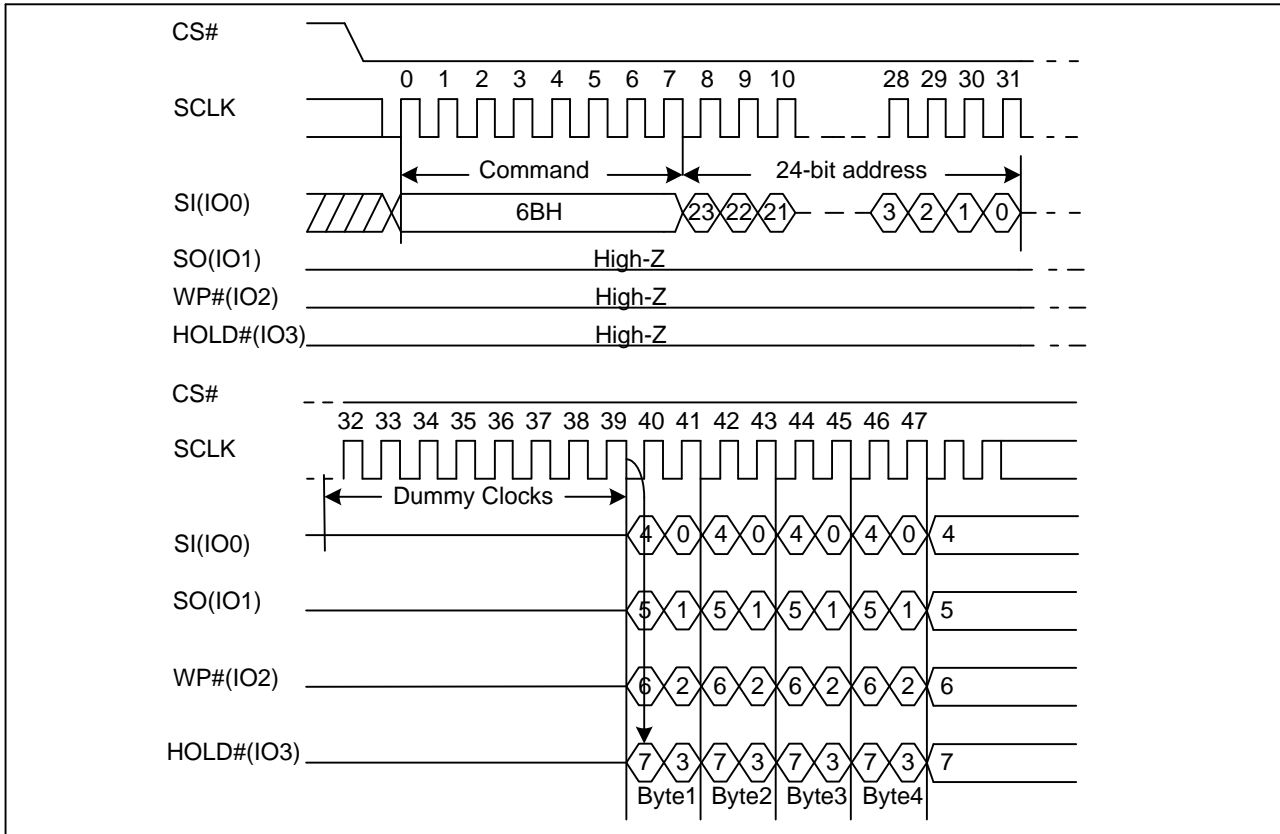 CS#
0 1 2 3 4 5 6 7 8 9 10 28 29 30 31
SCLK
Command 24-bit address
SI(IO0) 6BH 23 22 21 3 2 1 0
SO(IO1) High-Z
WP#(IO2) High-Z
HOLD#(IO3) High-Z
CS#
32 33 34 35 36 37 38 39 40 41 42 43 44 45 46 47
SCLK
Dummy Clocks
SI(IO0) 4 0 4 0 4 0 4 0 4
SO(IO1) 5 1 5 1 5 1 5 1 5
WP#(IO2) 6 2 6 2 6 2 6 2 6
HOLD#(IO3) 7 3 7 3 7 3 7 3 7
Byte1 Byte2 Byte3 Byte4